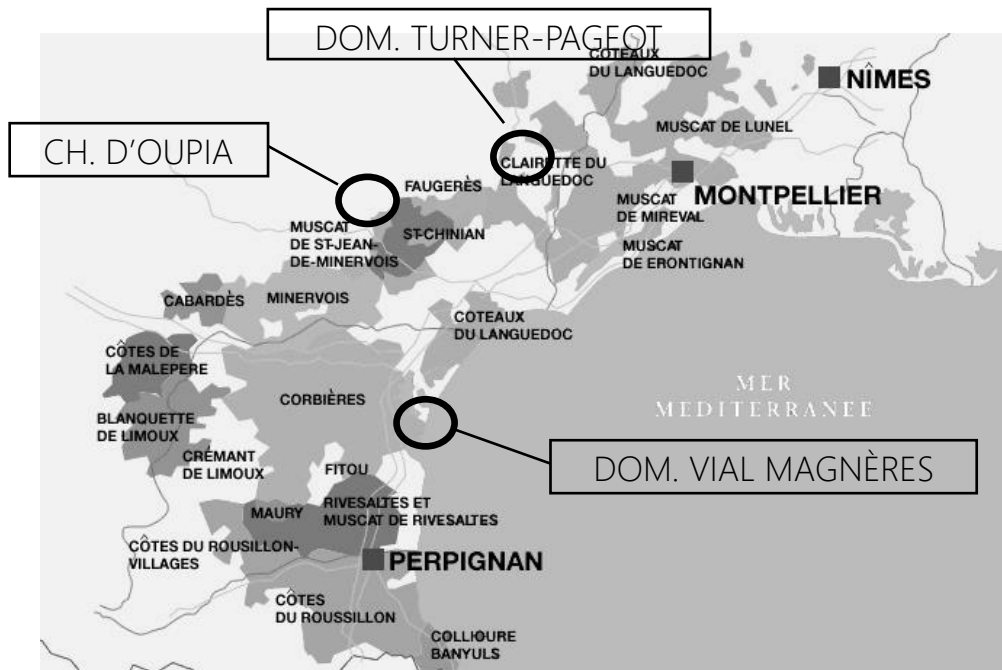 DOM. TURNER-PAGEOT
COTEAUX
DU LANGUEDOC
NÎMES
CH. D'OUPIA
MUSCAT DE LUNEL
CLAIRETTE DU
LANGUEDOC
FAUGERÈS
MONTPELLIER
MUSCAT
DE MIREVAL
MUSCAT
DE ST-JEAN-
DE-MINERVOIS
ST-CHINIAN
MUSCAT
DE ERONTIGNAN
CABARDÈS
MINERVOIS
COTEAUX
DU LANGUEDOC
CÔTES DE
LA MALEPERE
CORBIÈRES
MER
MEDITERRANEE
BLANQUETTE
DE LIMOUX
CRÉMANT
DE LIMOUX
FITOU
DOM. VIAL MAGNÈRES
MAURY
RIVESALTES ET
MUSCAT DE RIVESALTES
CÔTES DU ROUSILLON-
VILLAGES
PERPIGNAN
CÔTES
DU ROUSSILLON
COLLIOURE
BANYULS